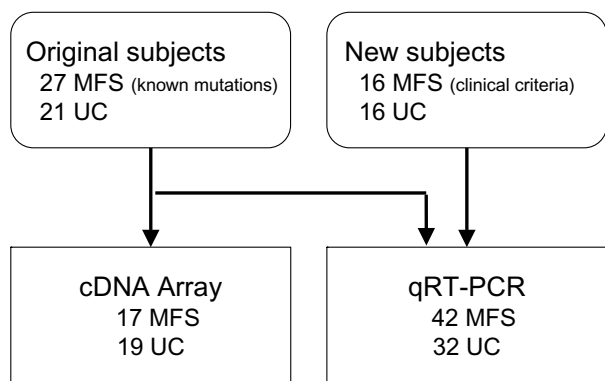 Original subjects
27 MFS (known mutations)
21 UC
New subjects
16 MFS (clinical criteria)
16 UC
cDNA Array
17 MFS
19 UC
qRT-PCR
42 MFS
32 UC